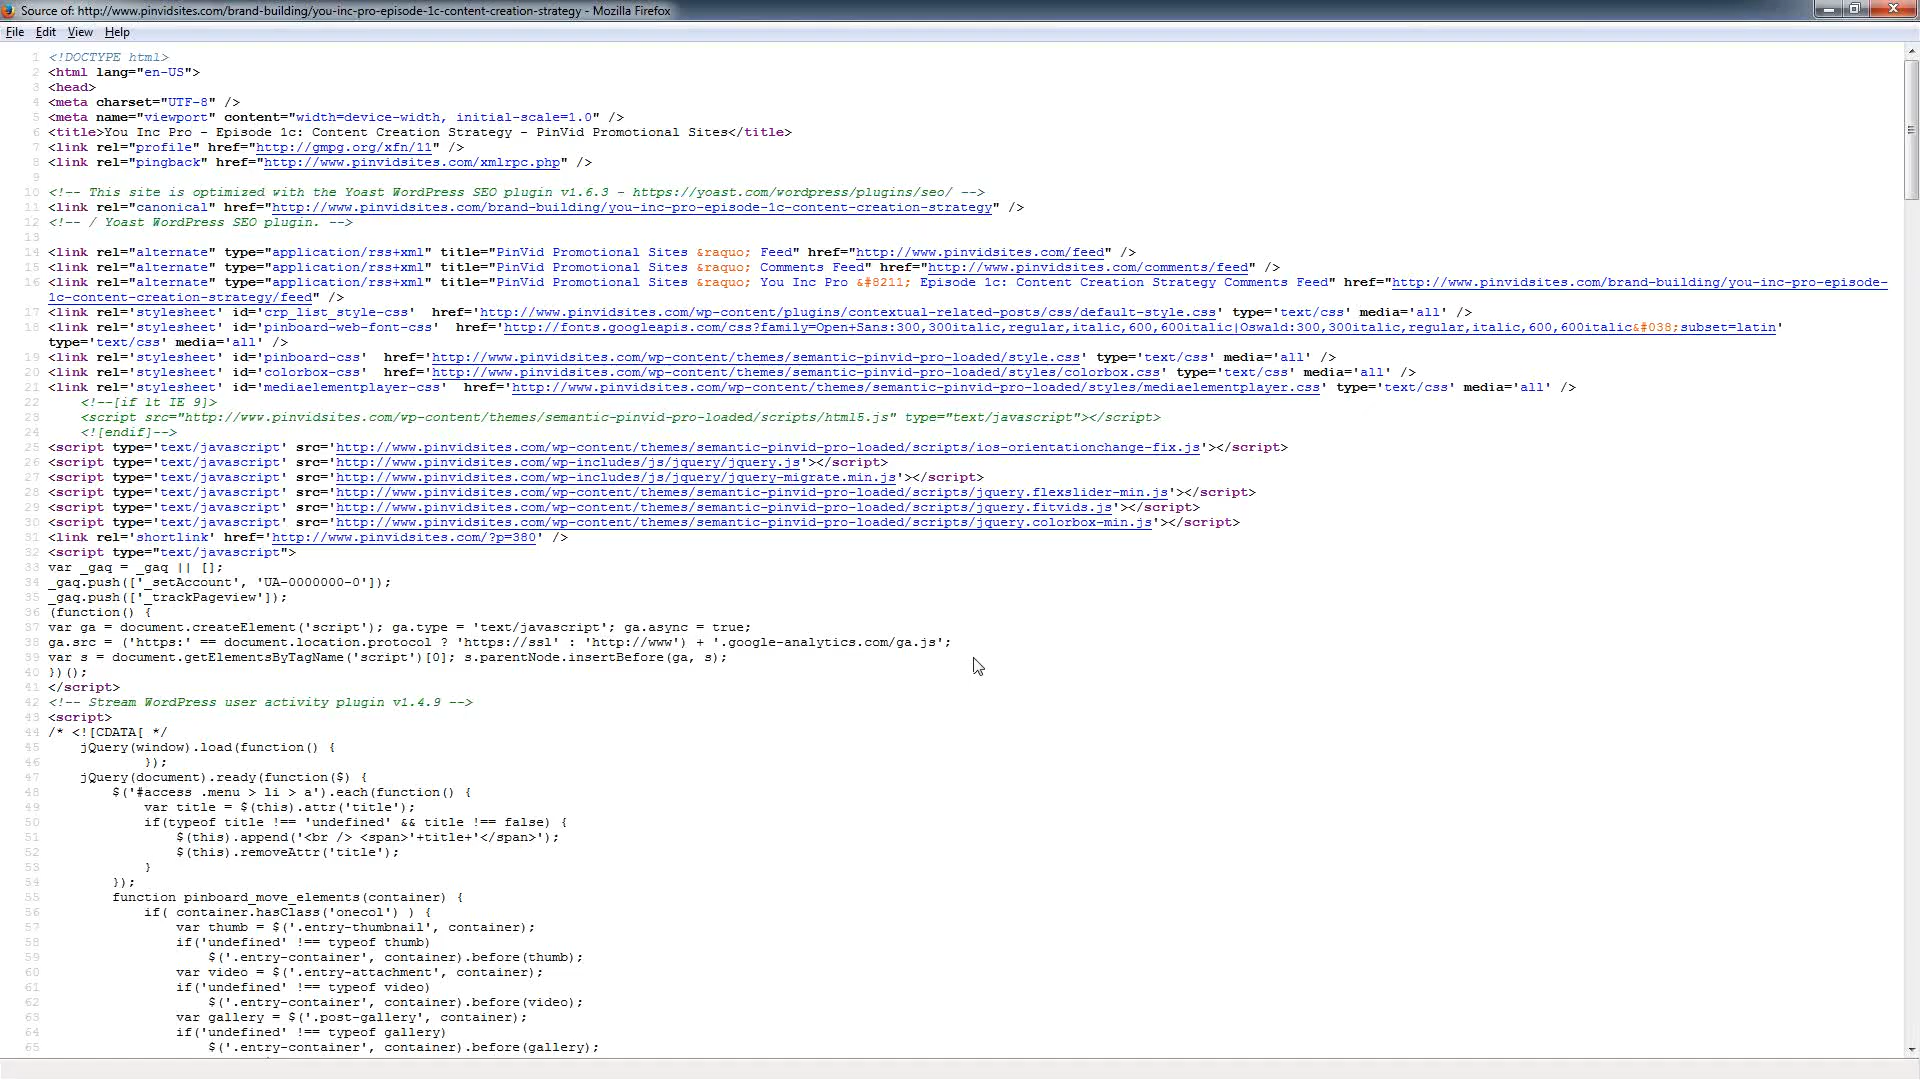 Source of: http://www.pinvidsites.com/brand-building/you-inc-pro-episode-1c-content-creation-strategy - Mozilla Firefox
File Edit View Help
1 <!DOCTYPE html>
2 <html lang="en-US">
3 <head>
4 <meta charset="UTF-8" />
5 <meta name="viewport" content="width=device-width, initial-scale=1.0" />
6 <title>You Inc Pro - Episode 1c: Content Creation Strategy - PinVid Promotional Sites</title>
7 <link rel="profile" href="http://gmpg.org/xfn/11" />
8 <link rel="pingback" href="http://www.pinvidsites.com/xmlrpc.php" />
9
10 <!-- This site is optimized with the Yoast WordPress SEO plugin v1.6.3 - https://yoast.com/wordpress/plugins/seo/ -->
11 <link rel="canonical" href="http://www.pinvidsites.com/brand-building/you-inc-pro-episode-1c-content-creation-strategy" />
12 <!-- / Yoast WordPress SEO plugin. -->
13
14 <link rel="alternate" type="application/rss+xml" title="PinVid Promotional Sites &raquo; Feed" href="http://www.pinvidsites.com/feed" />
15 <link rel="alternate" type="application/rss+xml" title="PinVid Promotional Sites &raquo; Comments Feed" href="http://www.pinvidsites.com/comments/feed" />
16 <link rel="alternate" type="application/rss+xml" title="PinVid Promotional Sites &raquo; You Inc Pro &#8211; Episode 1c: Content Creation Strategy Comments Feed" href="http://www.pinvidsites.com/brand-building/you-inc-pro-episode-
1c-content-creation-strategy/feed" />
17 <link rel='stylesheet' id='crp_list_style-css'  href='http://www.pinvidsites.com/wp-content/plugins/contextual-related-posts/css/default-style.css' type='text/css' media='all' />
18 <link rel='stylesheet' id='pinboard-web-font-css'  href='http://fonts.googleapis.com/css?family=Open+Sans:300,300italic,regular,italic,600,600italic|Oswald:300,300italic,regular,italic,600,600italic&#038;subset=latin'
type='text/css' media='all' />
19 <link rel='stylesheet' id='pinboard-css'  href='http://www.pinvidsites.com/wp-content/themes/semantic-pinvid-pro-loaded/style.css' type='text/css' media='all' />
20 <link rel='stylesheet' id='colorbox-css'  href='http://www.pinvidsites.com/wp-content/themes/semantic-pinvid-pro-loaded/styles/colorbox.css' type='text/css' media='all' />
21 <link rel='stylesheet' id='mediaelementplayer-css'  href='http://www.pinvidsites.com/wp-content/themes/semantic-pinvid-pro-loaded/styles/mediaelementplayer.css' type='text/css' media='all' />
22 <!--[if lt IE 9]>
23 <script src="http://www.pinvidsites.com/wp-content/themes/semantic-pinvid-pro-loaded/scripts/html5.js" type="text/javascript"></script>
24 <![endif]-->
25 <script type='text/javascript' src='http://www.pinvidsites.com/wp-content/themes/semantic-pinvid-pro-loaded/scripts/ios-orientationchange-fix.js'></script>
26 <script type='text/javascript' src='http://www.pinvidsites.com/wp-includes/js/jquery/jquery.js'></script>
27 <script type='text/javascript' src='http://www.pinvidsites.com/wp-includes/js/jquery/jquery-migrate.min.js'></script>
28 <script type='text/javascript' src='http://www.pinvidsites.com/wp-content/themes/semantic-pinvid-pro-loaded/scripts/jquery.flexslider-min.js'></script>
29 <script type='text/javascript' src='http://www.pinvidsites.com/wp-content/themes/semantic-pinvid-pro-loaded/scripts/jquery.fitvids.js'></script>
30 <script type='text/javascript' src='http://www.pinvidsites.com/wp-content/themes/semantic-pinvid-pro-loaded/scripts/jquery.colorbox-min.js'></script>
31 <link rel='shortlink' href='http://www.pinvidsites.com/?p=380' />
32 <script type="text/javascript">
33 var _gaq = _gaq || [];
34 _gaq.push(['_setAccount', 'UA-0000000-0']);
35 _gaq.push(['_trackPageview']);
36 (function() {
37 var ga = document.createElement('script'); ga.type = 'text/javascript'; ga.async = true;
38 ga.src = ('https:' == document.location.protocol ? 'https://ssl' : 'http://www') + '.google-analytics.com/ga.js';
39 var s = document.getElementsByTagName('script')[0]; s.parentNode.insertBefore(ga, s);
40 })();
41 </script>
42 <!-- Stream WordPress user activity plugin v1.4.9 -->
43 <script>
44 /* <![CDATA[ */
45 jQuery(window).load(function() {
46 });
47 jQuery(document).ready(function($) {
48 $('#access .menu > li > a').each(function() {
49 var title = $(this).attr('title');
50 if(typeof title !== 'undefined' && title !== false) {
51 $(this).append('<br /> <span>'+title+'</span>');
52 $(this).removeAttr('title');
53 }
54 });
55 function pinboard_move_elements(container) {
56 if( container.hasClass('onecol') ) {
57 var thumb = $('.entry-thumbnail', container);
58 if('undefined' !== typeof thumb)
59 $('.entry-container', container).before(thumb);
60 var video = $('.entry-attachment', container);
61 if('undefined' !== typeof video)
62 $('.entry-container', container).before(video);
63 var gallery = $('.post-gallery', container);
64 if('undefined' !== typeof gallery)
65 $('.entry-container', container).before(gallery);